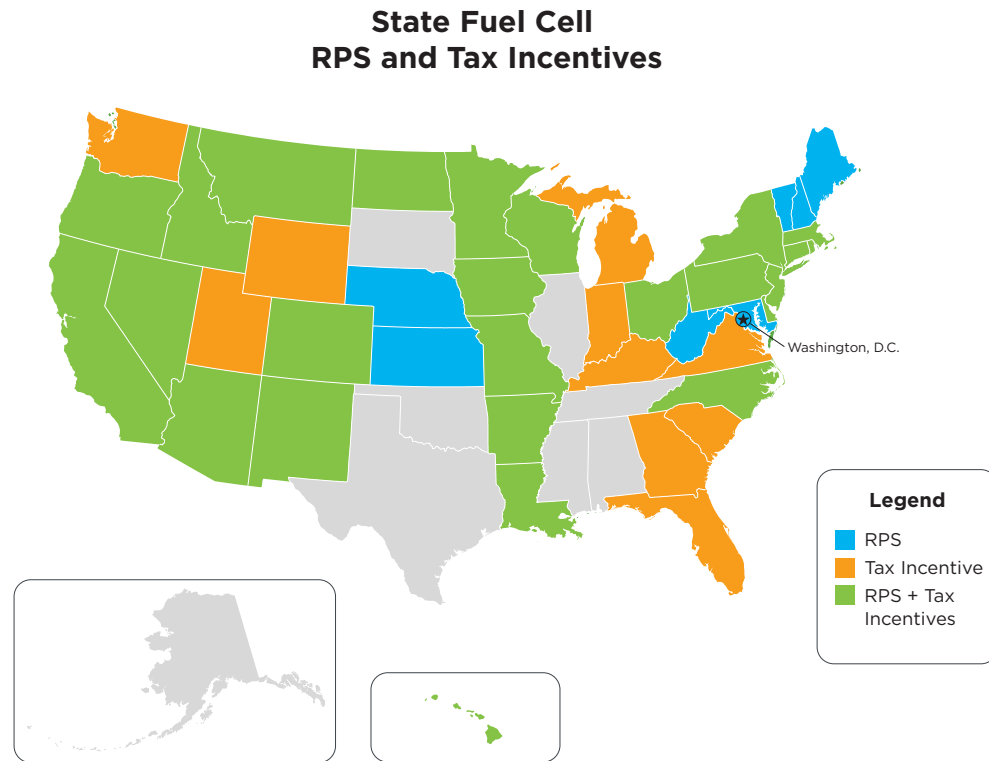 State Fuel Cell
RPS and Tax Incentives
Washington, D.C.
Legend
RPS
Tax Incentive
RPS + Tax
Incentives